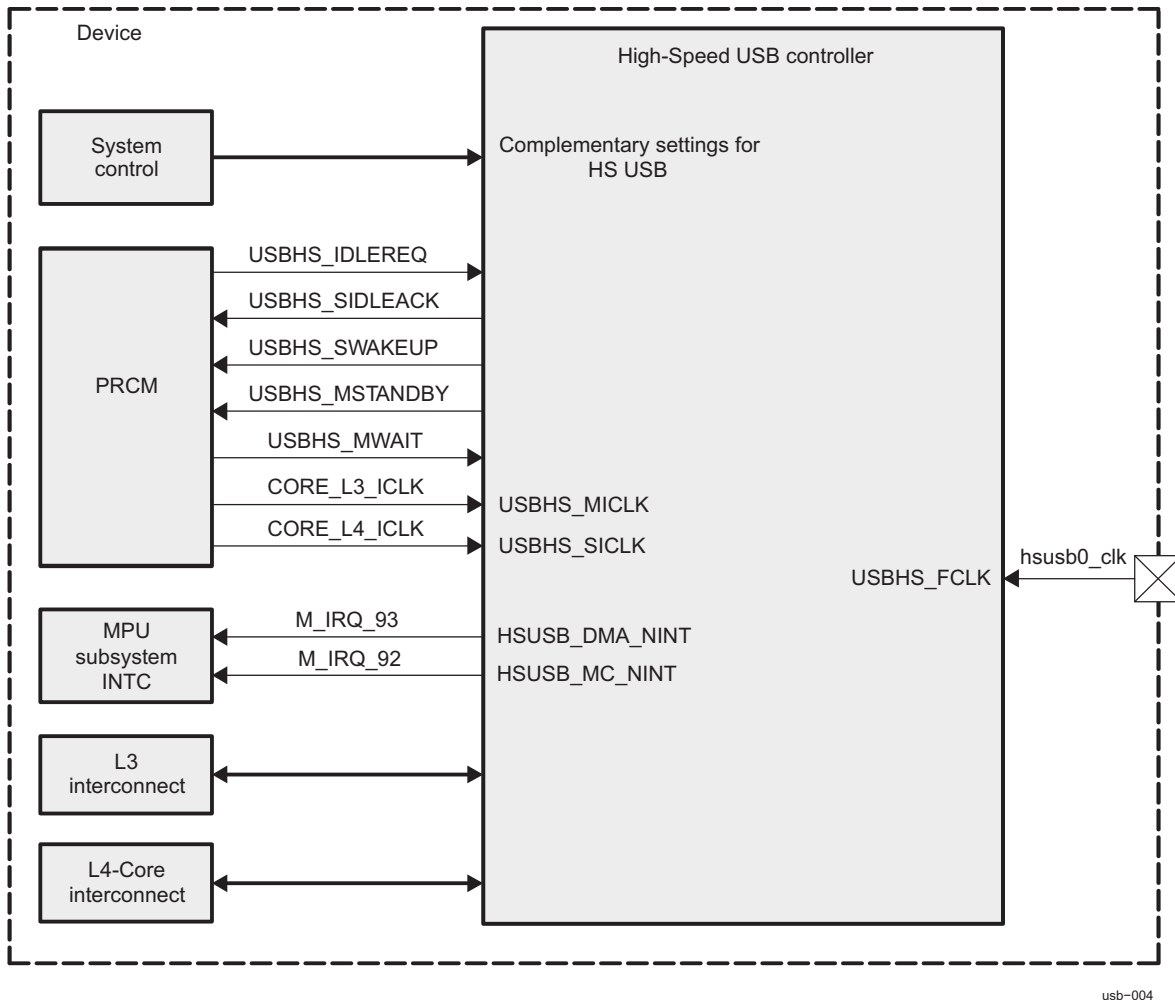 Device
High-Speed USB controller
System
control
Complementary settings for
HS USB
PRCM
USBHS_IDLEREQ
USBHS_SIDLEACK
USBHS_SWAKEUP
USBHS_MSTANDBY
USBHS_MWAIT
CORE_L3_ICLK
USBHS_MICLK
CORE_L4_ICLK
USBHS_SICLK
USBHS_FCLK
hsusb0_clk
MPU
subsystem
INTC
M_IRQ_93
HSUSB_DMA_NINT
M_IRQ_92
HSUSB_MC_NINT
L3
interconnect
L4-Core
interconnect
usb−004